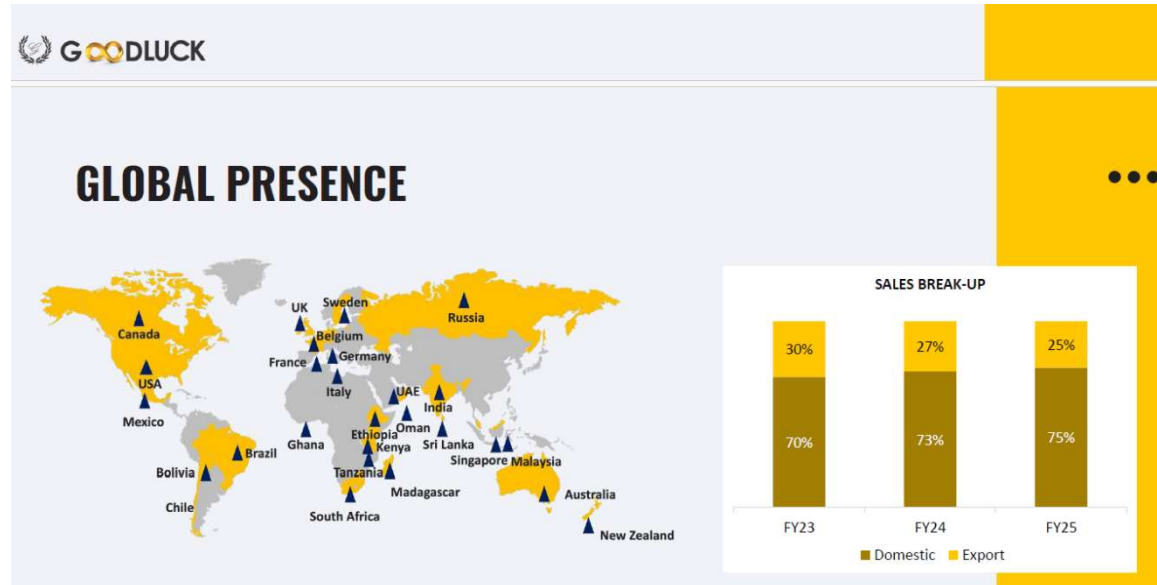 GOODLUCK
GLOBAL PRESENCE
Canada
USA
Mexico
Bolivia
Chile
Brazil
UK
Sweden
Belgium
France
Germany
Italy
Russia
Ghana
Ethiopia
Kenya
Tanzania
Madagascar
South Africa
UAE
Oman
India
Sri Lanka
Singapore
Malaysia
Australia
New Zealand
SALES BREAK-UP
30%
27%
25%
70%
73%
75%
FY23
FY24
FY25
Domestic
Export